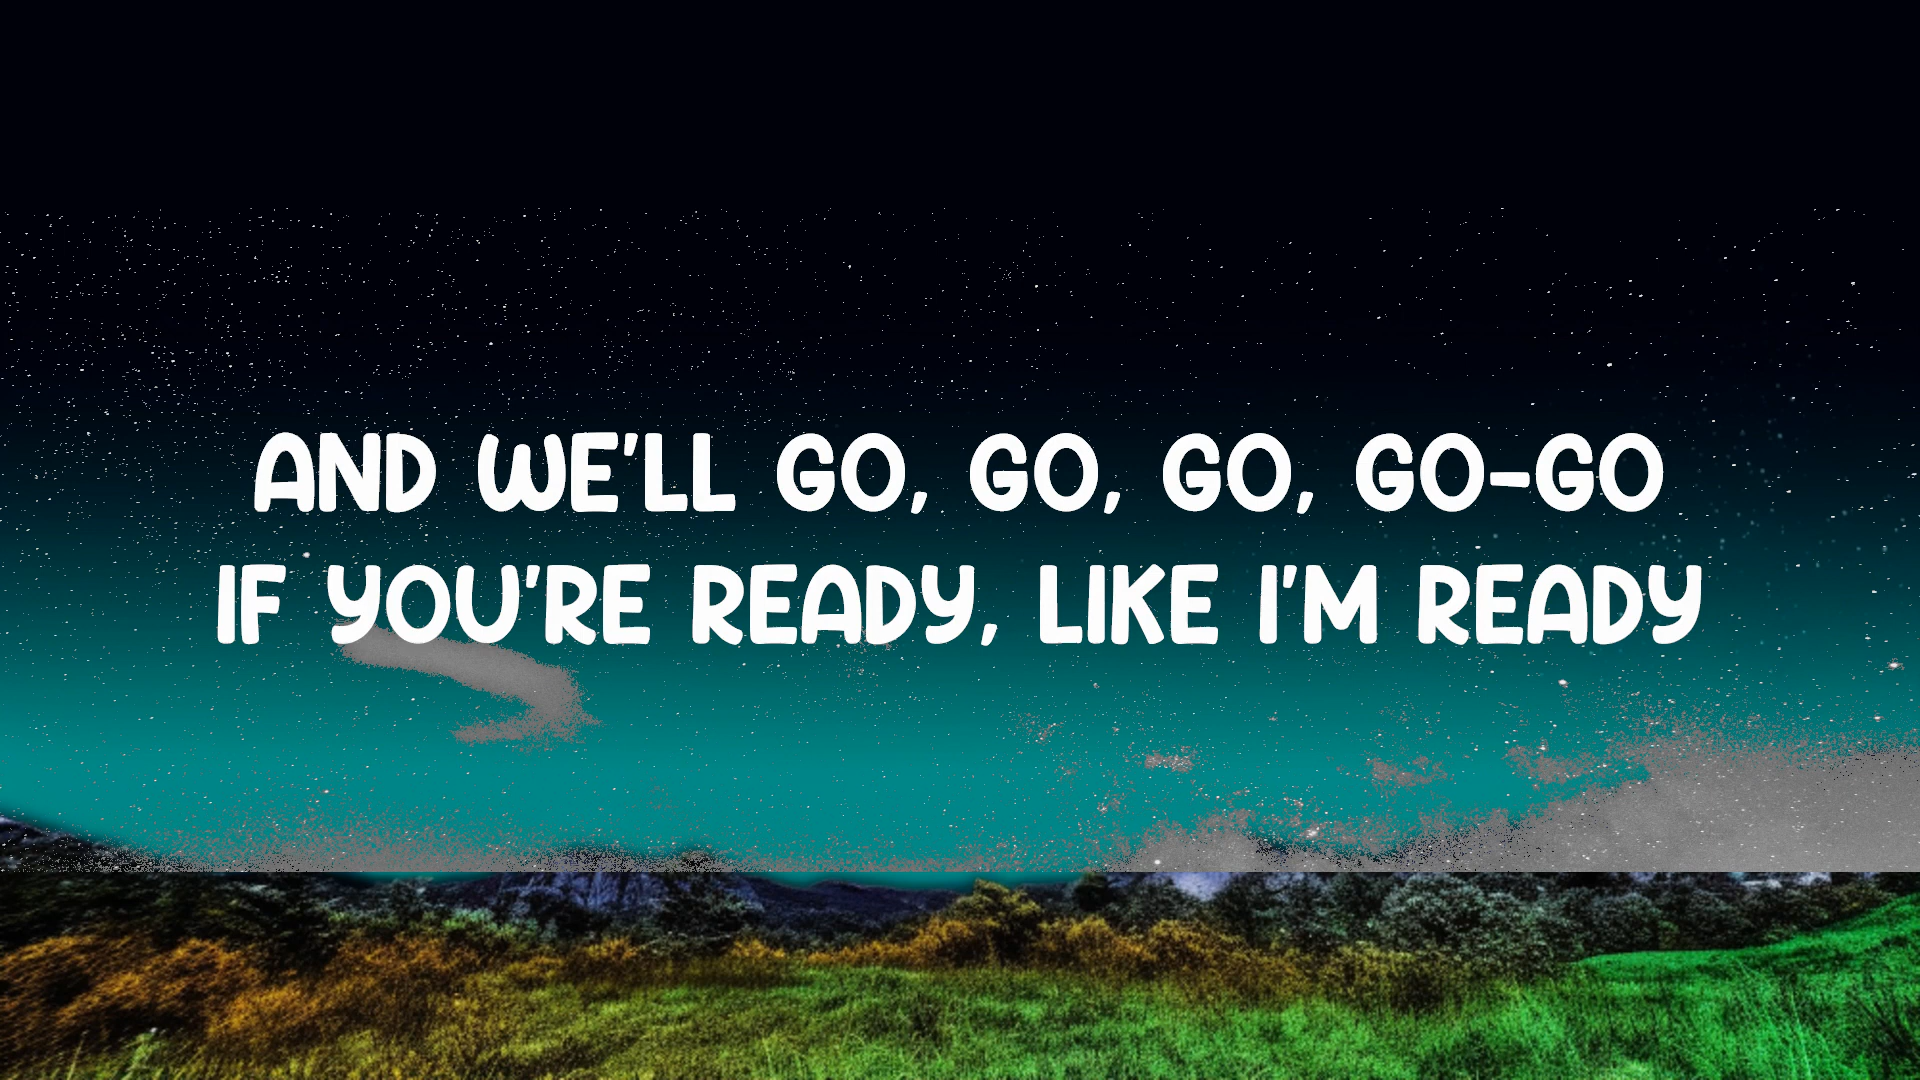 AND WE'LL GO, GO, GO, GO-GO
IF YOU'RE READY, LIKE I'M READY